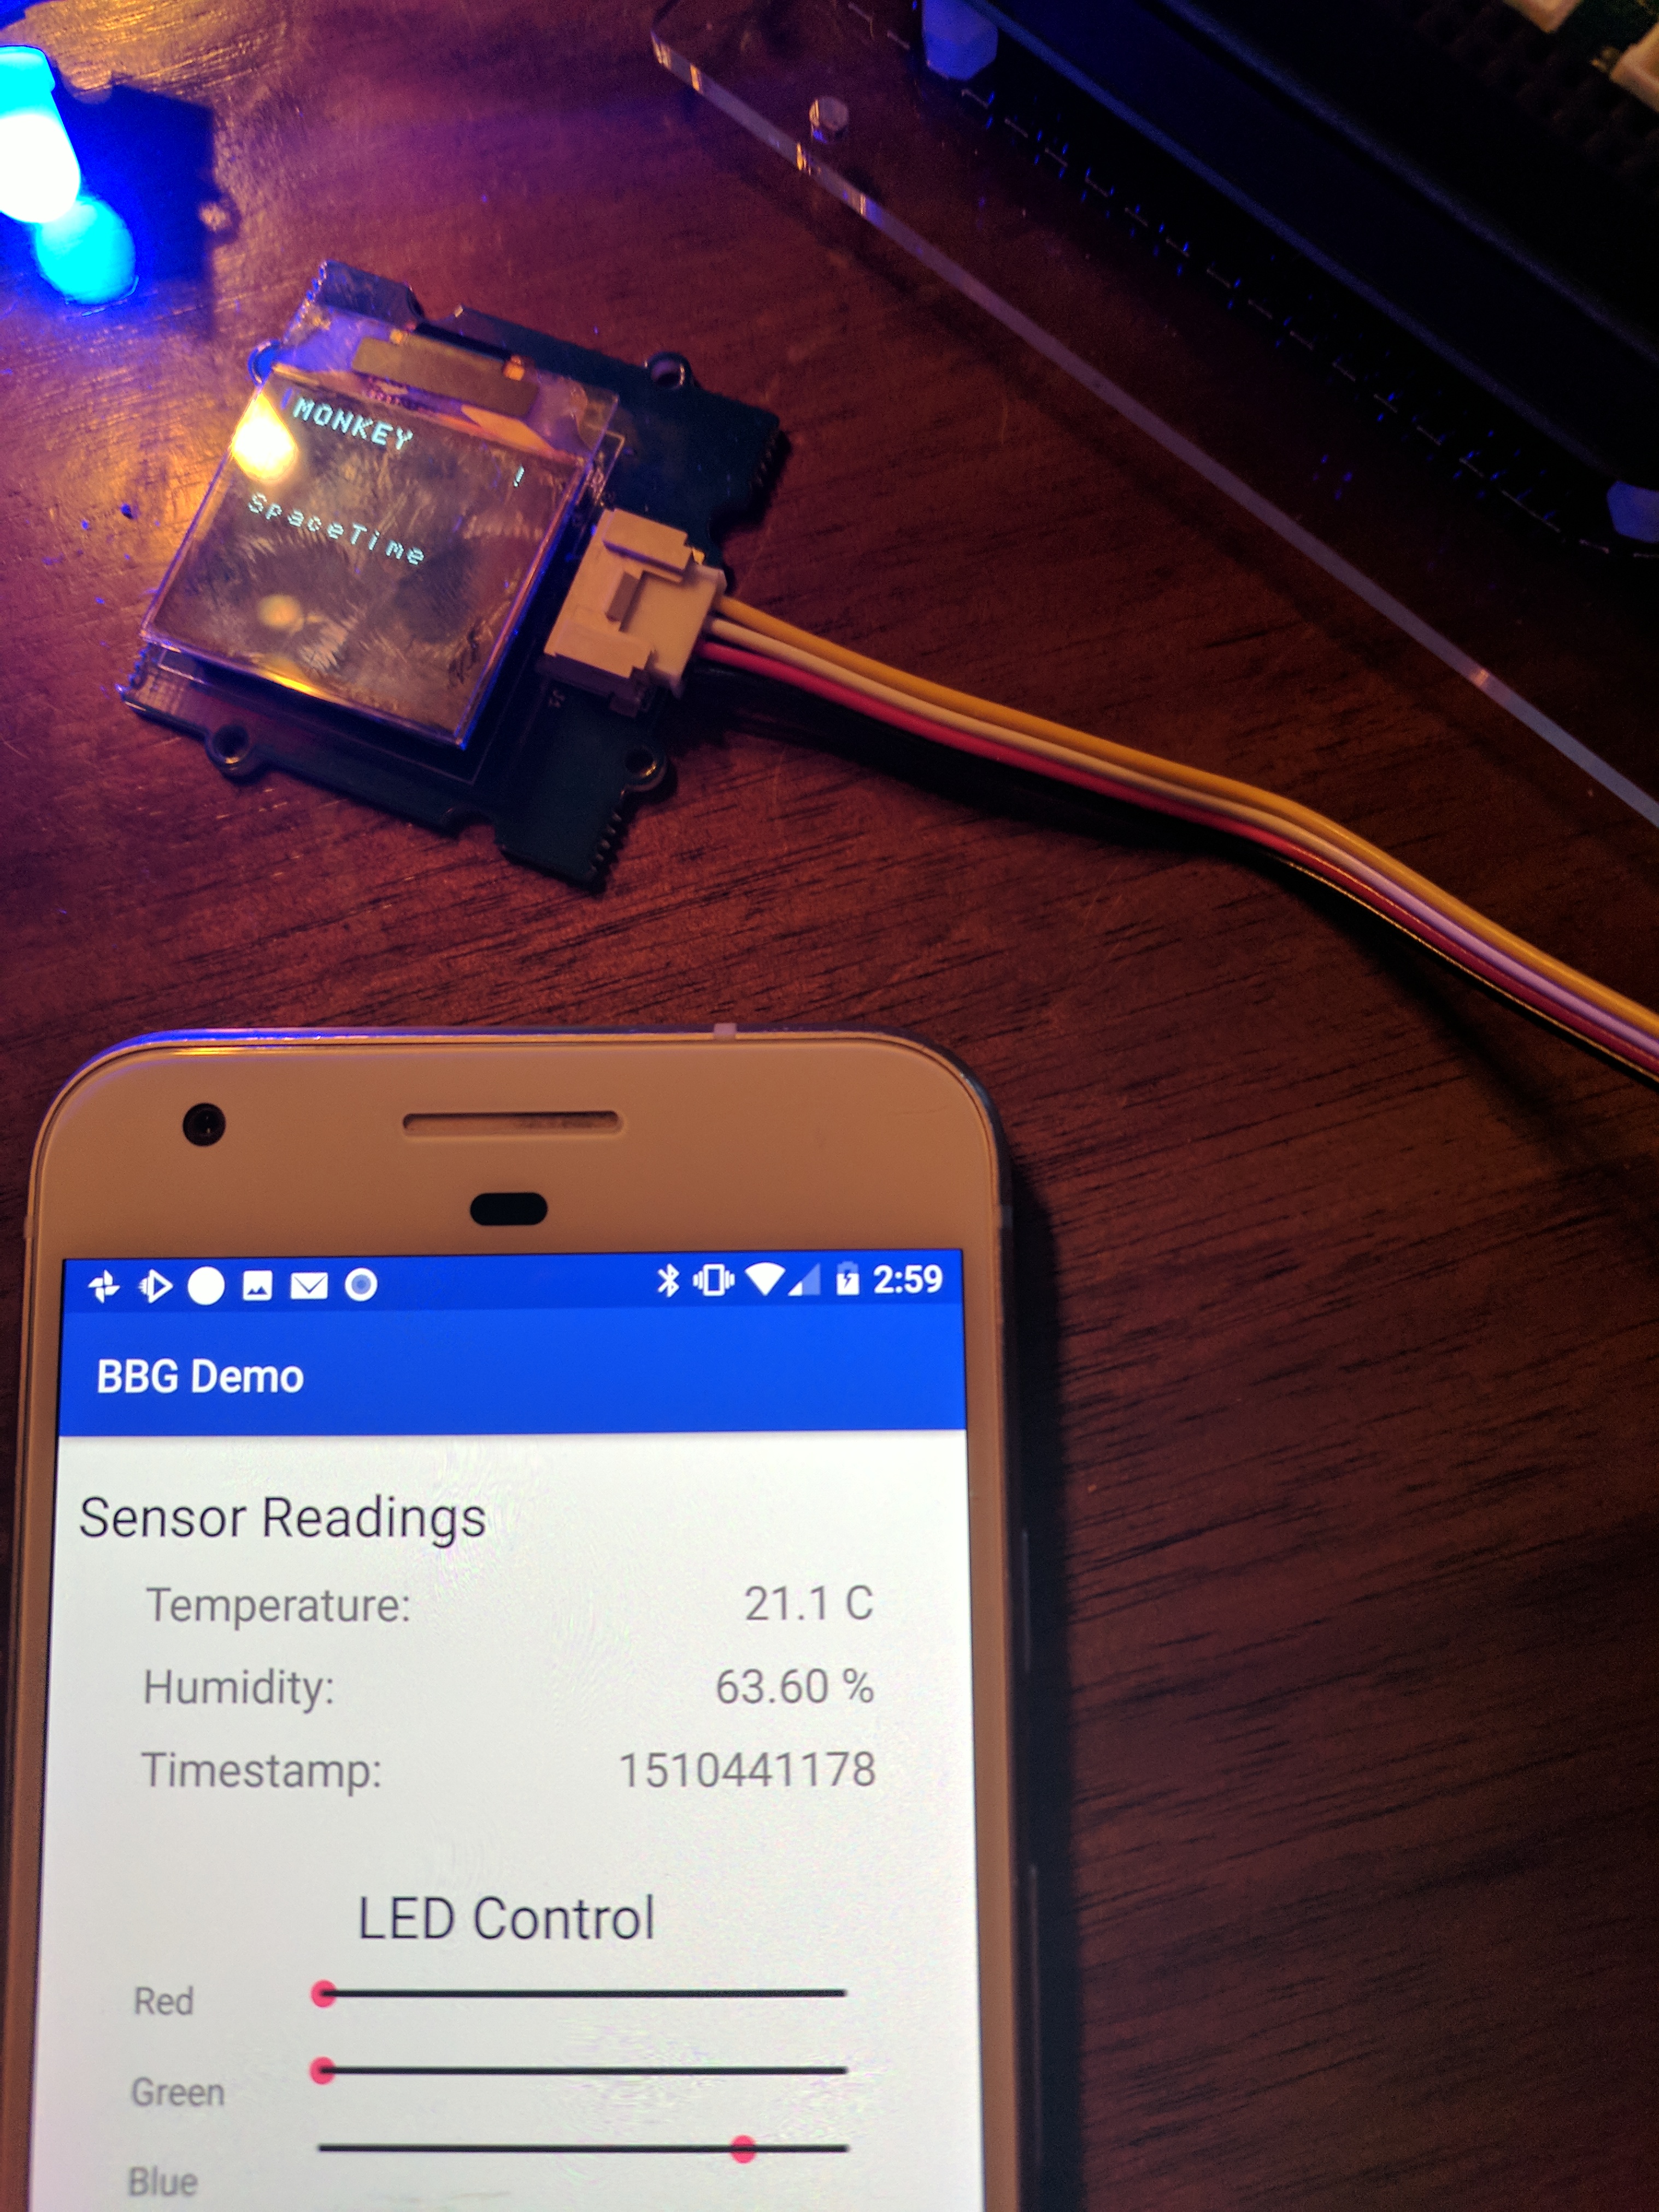 MONKEY
!
SpaceTime
2:59
BBG Demo
Sensor Readings
Temperature: 21.1 C
Humidity: 63.60 %
Timestamp: 1510441178
LED Control
Red
Green
Blue